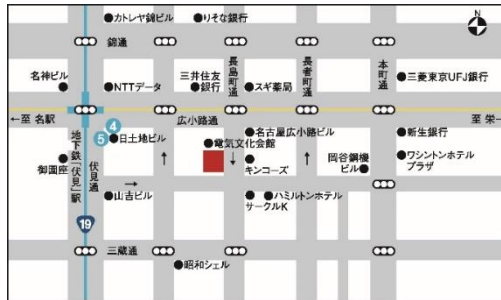 カトレヤ錦ビル
りそな銀行
錦通
名神ビル
NTTデータ
三井住友
銀行
長島町通
スギ薬局
長者町通
本町通
三菱東京UFJ銀行
←至 名駅
広小路通
至 栄→
4
5
日土地ビル
電気文化会館
名古屋広小路ビル
新生銀行
御園座
地下鉄「伏見」駅
伏見通
↑
↓
キンコーズ
↑
岡谷鋼機
ビル
ワシントンホテル
プラザ
山吉ビル
→
ハミルトンホテル
サークルK
19
三蔵通
昭和シェル